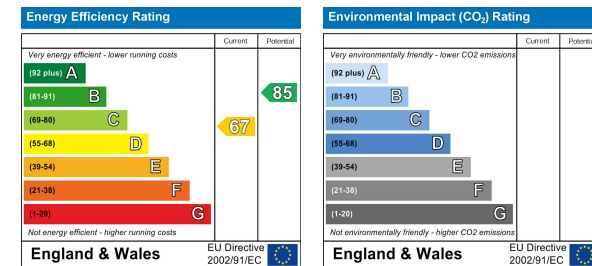 Energy Efficiency Rating
Current Potential
Very energy efficient - lower running costs
(92 plus) A
(81-91) B
85
(69-80) C
67
(55-68) D
(39-54) E
(21-38) F
(1-20) G
Not energy efficient - higher running costs
England & Wales
EU Directive
2002/91/EC
Environmental Impact (CO₂) Rating
Current Potential
Very environmentally friendly - lower CO2 emissions
(92 plus) A
(81-91) B
(69-80) C
(55-68) D
(39-54) E
(21-38) F
(1-20) G
Not environmentally friendly - higher CO2 emissions
England & Wales
EU Directive
2002/91/EC